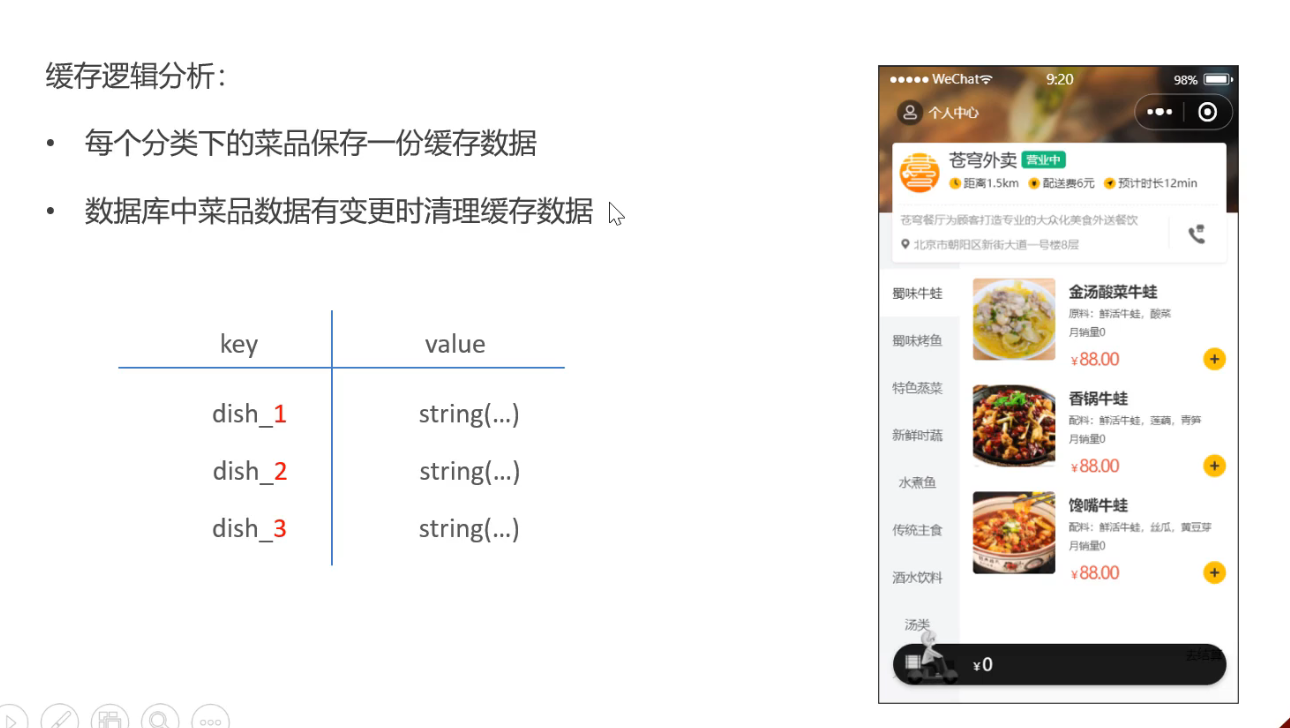 缓存逻辑分析：
• 每个分类下的菜品保存一份缓存数据
• 数据库中菜品数据有变更时清理缓存数据
key value
dish_1 string(...)
dish_2 string(...)
dish_3 string(...)
WeChat 9:20 98%
个人中心
苍穹外卖 营业中
距离1.5km 配送费6元 预计时长12min
苍穹餐厅为顾客打造专业的大众化美食外送餐饮
北京市朝阳区新街大道一号楼8层
蜀味牛蛙
蜀味烤鱼
特色蒸菜
新鲜时蔬
水煮鱼
传统主食
酒水饮料
汤类
金汤酸菜牛蛙
原料：鲜活牛蛙，酸菜
月销量0
¥88.00
香锅牛蛙
配料：鲜活牛蛙，莲藕，青笋
月销量0
¥88.00
馋嘴牛蛙
配料：鲜活牛蛙，丝瓜，黄豆芽
月销量0
¥88.00
¥0
去结算